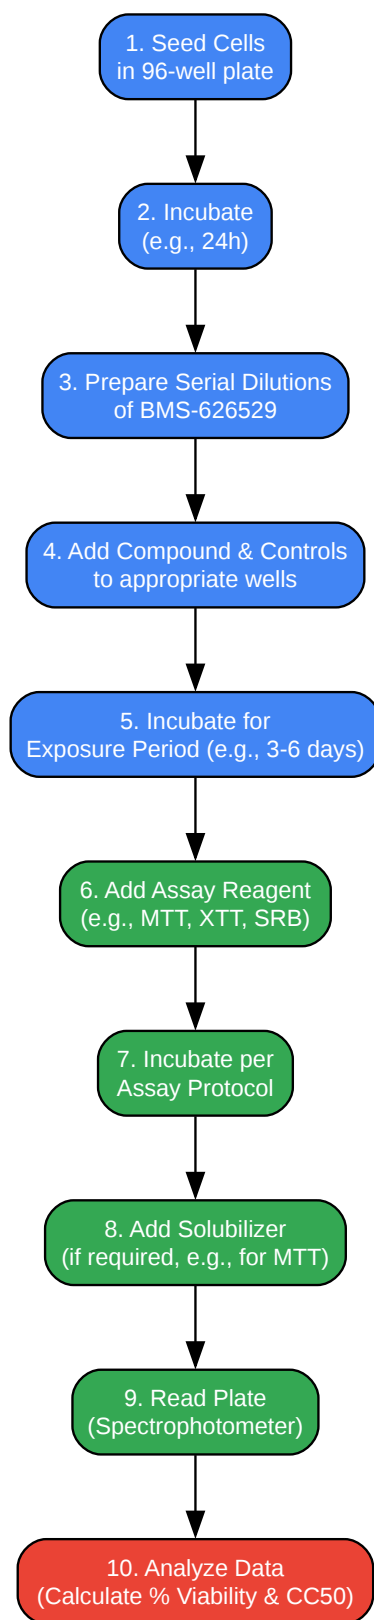 1. Seed Cells
in 96-well plate
2. Incubate
(e.g., 24h)
3. Prepare Serial Dilutions
of BMS-626529
4. Add Compound & Controls
to appropriate wells
5. Incubate for
Exposure Period (e.g., 3-6 days)
6. Add Assay Reagent
(e.g., MTT, XTT, SRB)
7. Incubate per
Assay Protocol
8. Add Solubilizer
(if required, e.g., for MTT)
9. Read Plate
(Spectrophotometer)
10. Analyze Data
(Calculate % Viability & CC50)